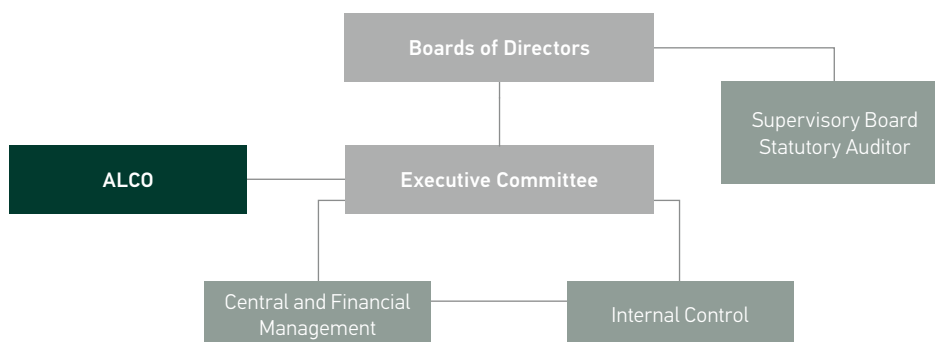 Boards of Directors
Supervisory Board
Statutory Auditor
ALCO
Executive Committee
Central and Financial
Management
Internal Control